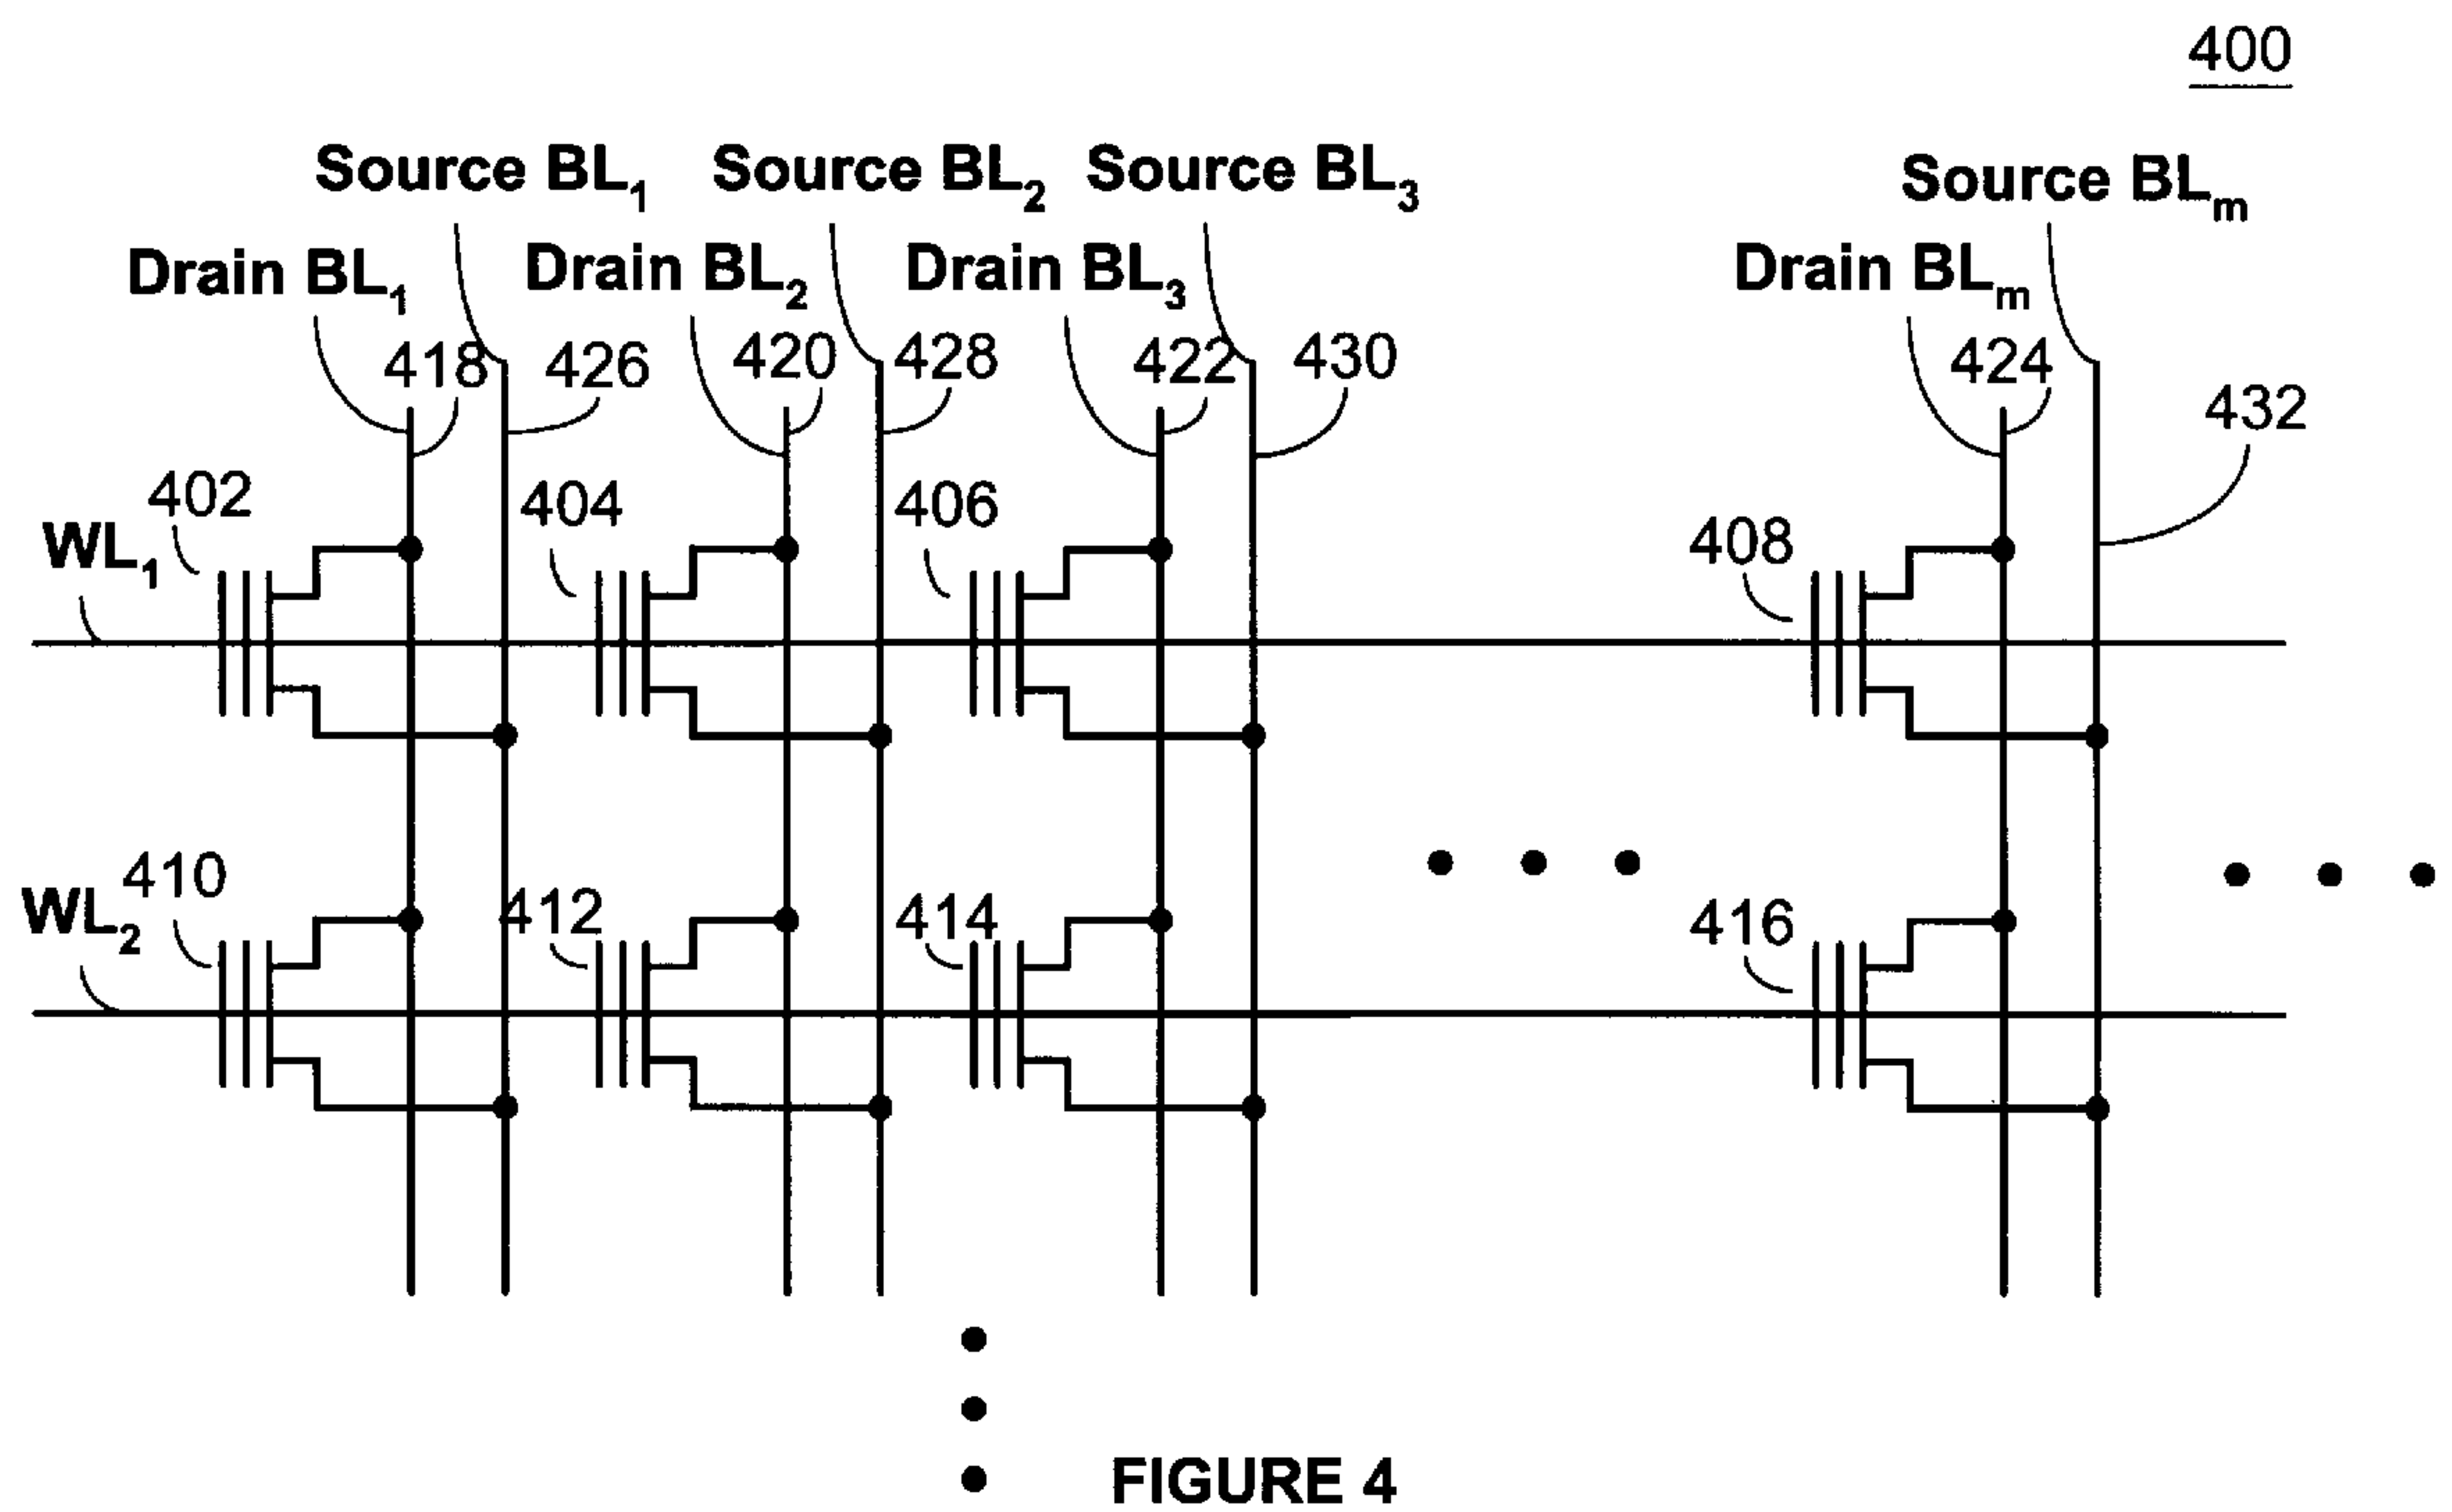 400
Source BL1 Source BL2 Source BL3 Source BLm
Drain BL1 Drain BL2 Drain BL3 Drain BLm
418 426 420 428 422 430 424 432
402 404 406 408
WL1
410 412 414 416
WL2
FIGURE 4